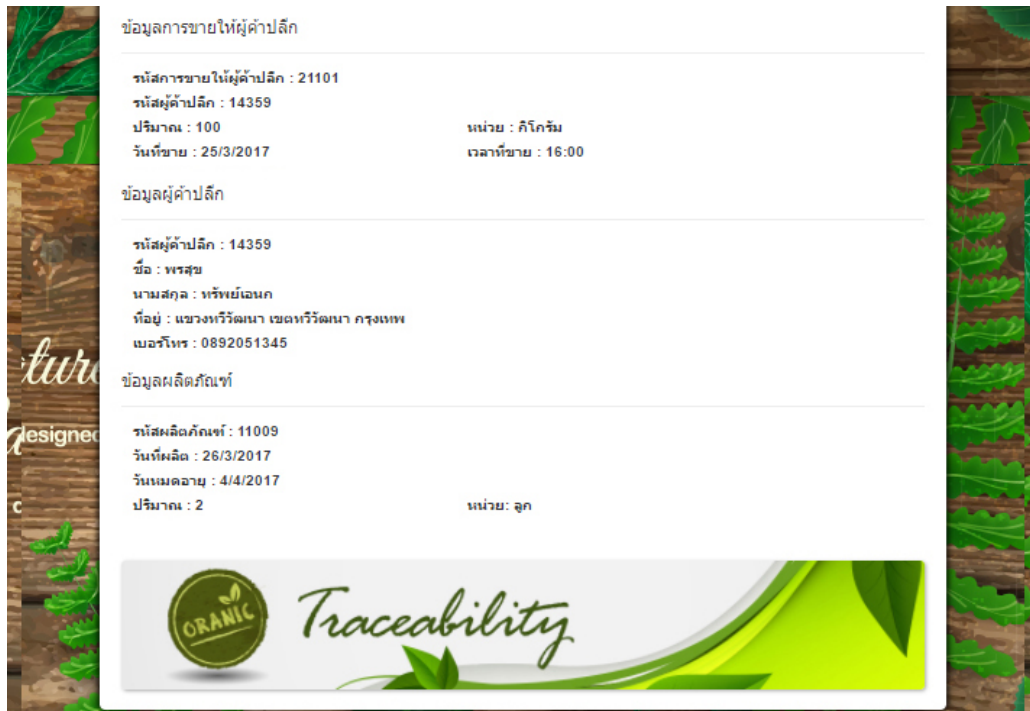 ข้อมูลการขายให้ผู้ค้าปลีก
รหัสการขายให้ผู้ค้าปลีก : 21101
รหัสผู้ค้าปลีก : 14359
ปริมาณ : 100 หน่วย : กิโกรัม
วันที่ขาย : 25/3/2017 เวลาที่ขาย : 16:00
ข้อมูลผู้ค้าปลีก
รหัสผู้ค้าปลีก : 14359
ชื่อ : พรสุข
นามสกุล : ทรัพย์เอนก
ที่อยู่ : แขวงทวีวัฒนา เขตทวีวัฒนา กรุงเทพ
เบอร์โทร : 0892051345
ture
designed
ข้อมูลผลิตภัณฑ์
รหัสผลิตภัณฑ์ : 11009
วันที่ผลิต : 26/3/2017
วันหมดอายุ : 4/4/2017
ปริมาณ : 2 หน่วย: ลูก
ORANIC
Traceability